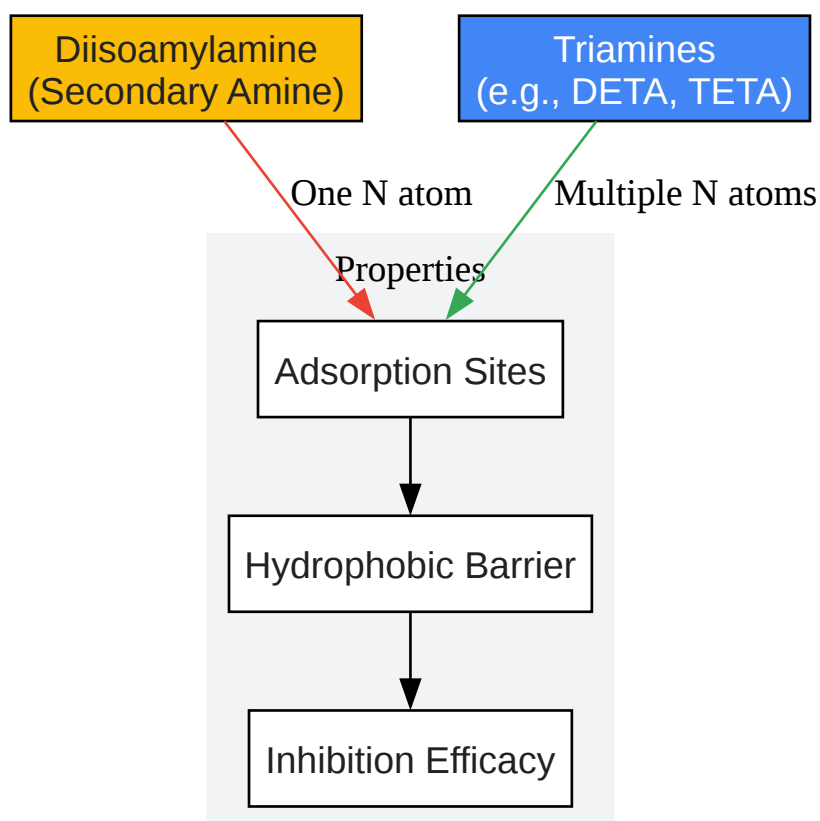 Diisoamylamine
(Secondary Amine)
Triamines
(e.g., DETA, TETA)
One N atom
Multiple N atoms
Properties
Adsorption Sites
Hydrophobic Barrier
Inhibition Efficacy